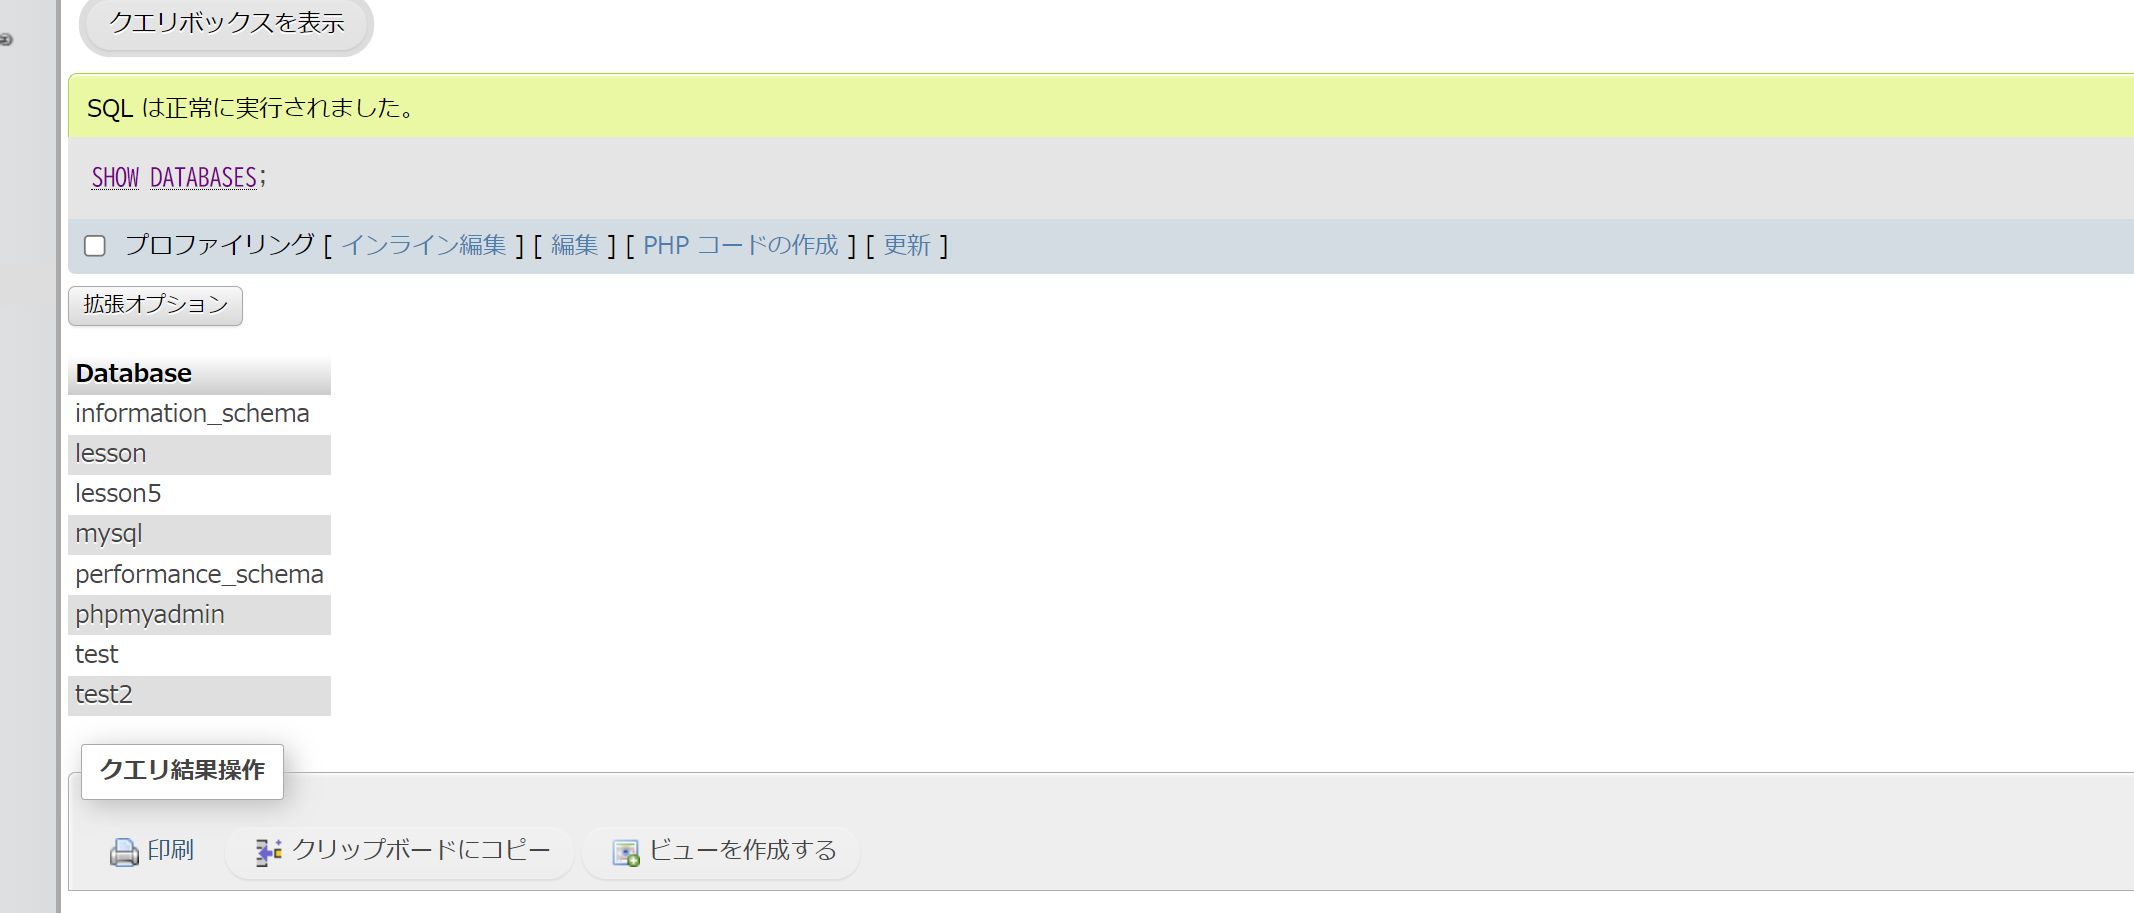 クエリボックスを表示
SQL は正常に実行されました。
SHOW DATABASES;
プロファイリング [ インライン編集 ] [ 編集 ] [ PHP コードの作成 ] [ 更新 ]
拡張オプション
Database
information_schema
lesson
lesson5
mysql
performance_schema
phpmyadmin
test
test2
クエリ結果操作
印刷 クリップボードにコピー ビューを作成する